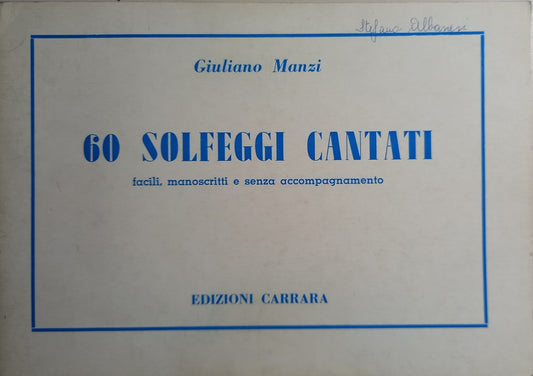 Stefano Albanesi
Giuliano Manzi
60 SOLFEGGI CANTATI
facili, manoscritti e senza accompagnamento
EDIZIONI CARRARA